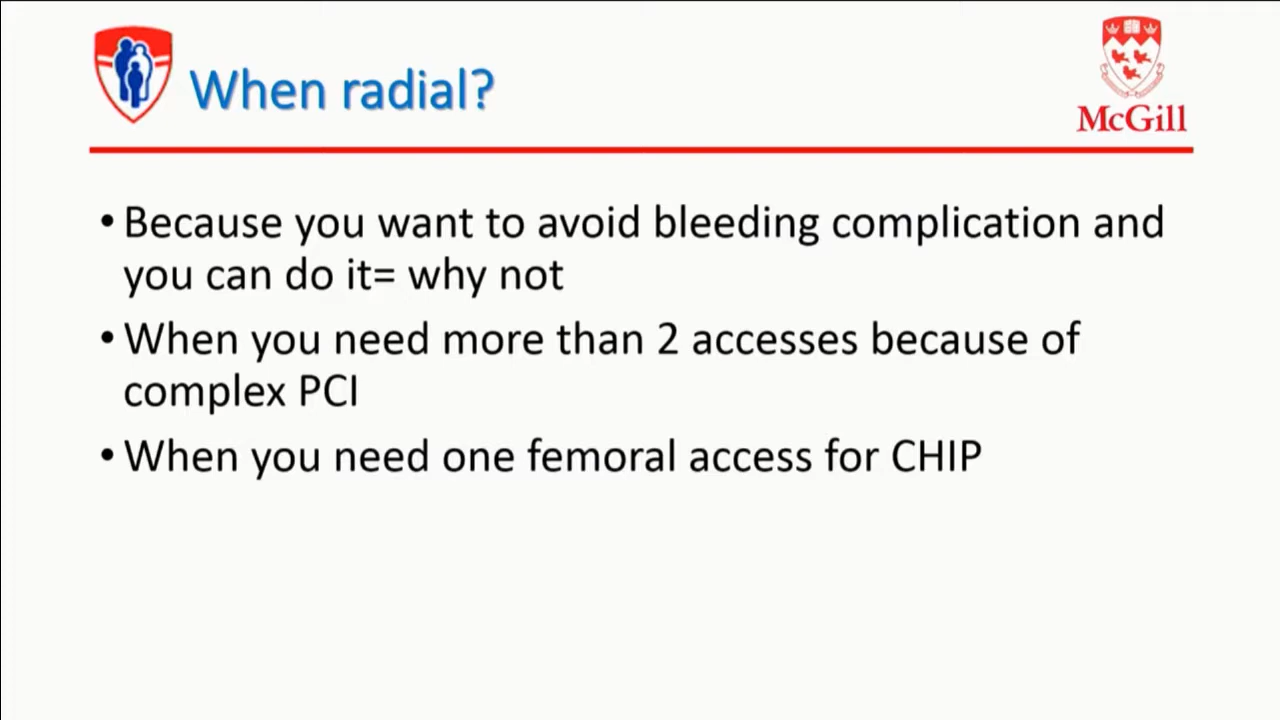 When radial?
McGill
• Because you want to avoid bleeding complication and
you can do it= why not
• When you need more than 2 accesses because of
complex PCI
• When you need one femoral access for CHIP